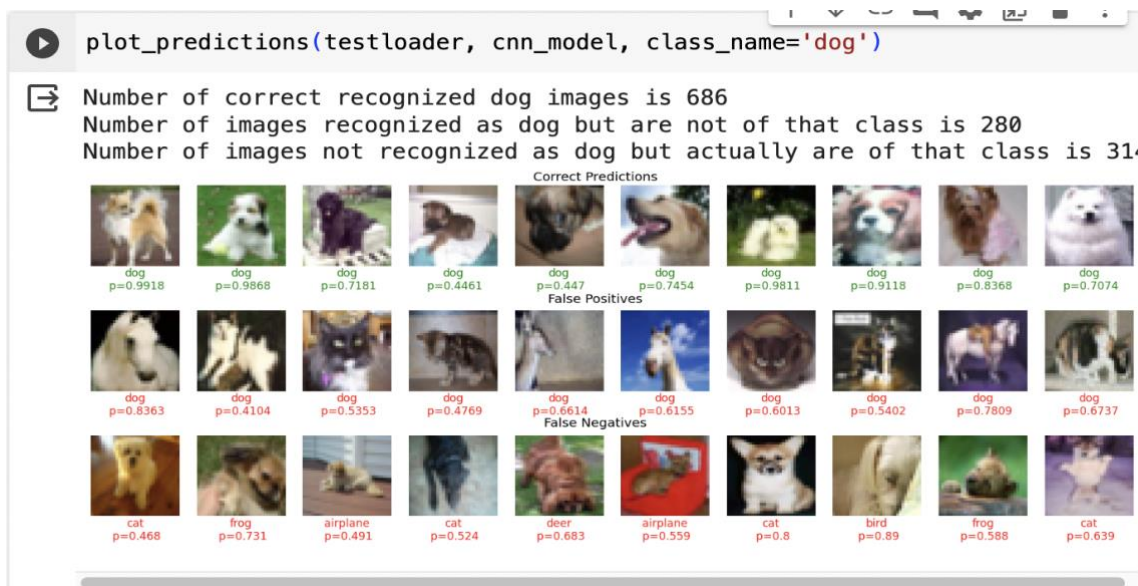 plot_predictions(testloader, cnn_model, class_name='dog')
Number of correct recognized dog images is 686
Number of images recognized as dog but are not of that class is 280
Number of images not recognized as dog but actually are of that class is 314
Correct Predictions
dog dog dog dog dog dog dog dog dog dog
p=0.9918 p=0.9868 p=0.7181 p=0.4461 p=0.447 p=0.7454 p=0.9811 p=0.9118 p=0.8368 p=0.7074
False Positives
dog dog dog dog dog dog dog dog dog dog
p=0.8363 p=0.4104 p=0.5353 p=0.4769 p=0.6614 p=0.6155 p=0.6013 p=0.5402 p=0.7809 p=0.6737
False Negatives
cat frog airplane cat deer airplane cat bird frog cat
p=0.468 p=0.731 p=0.491 p=0.524 p=0.683 p=0.559 p=0.8 p=0.89 p=0.588 p=0.639